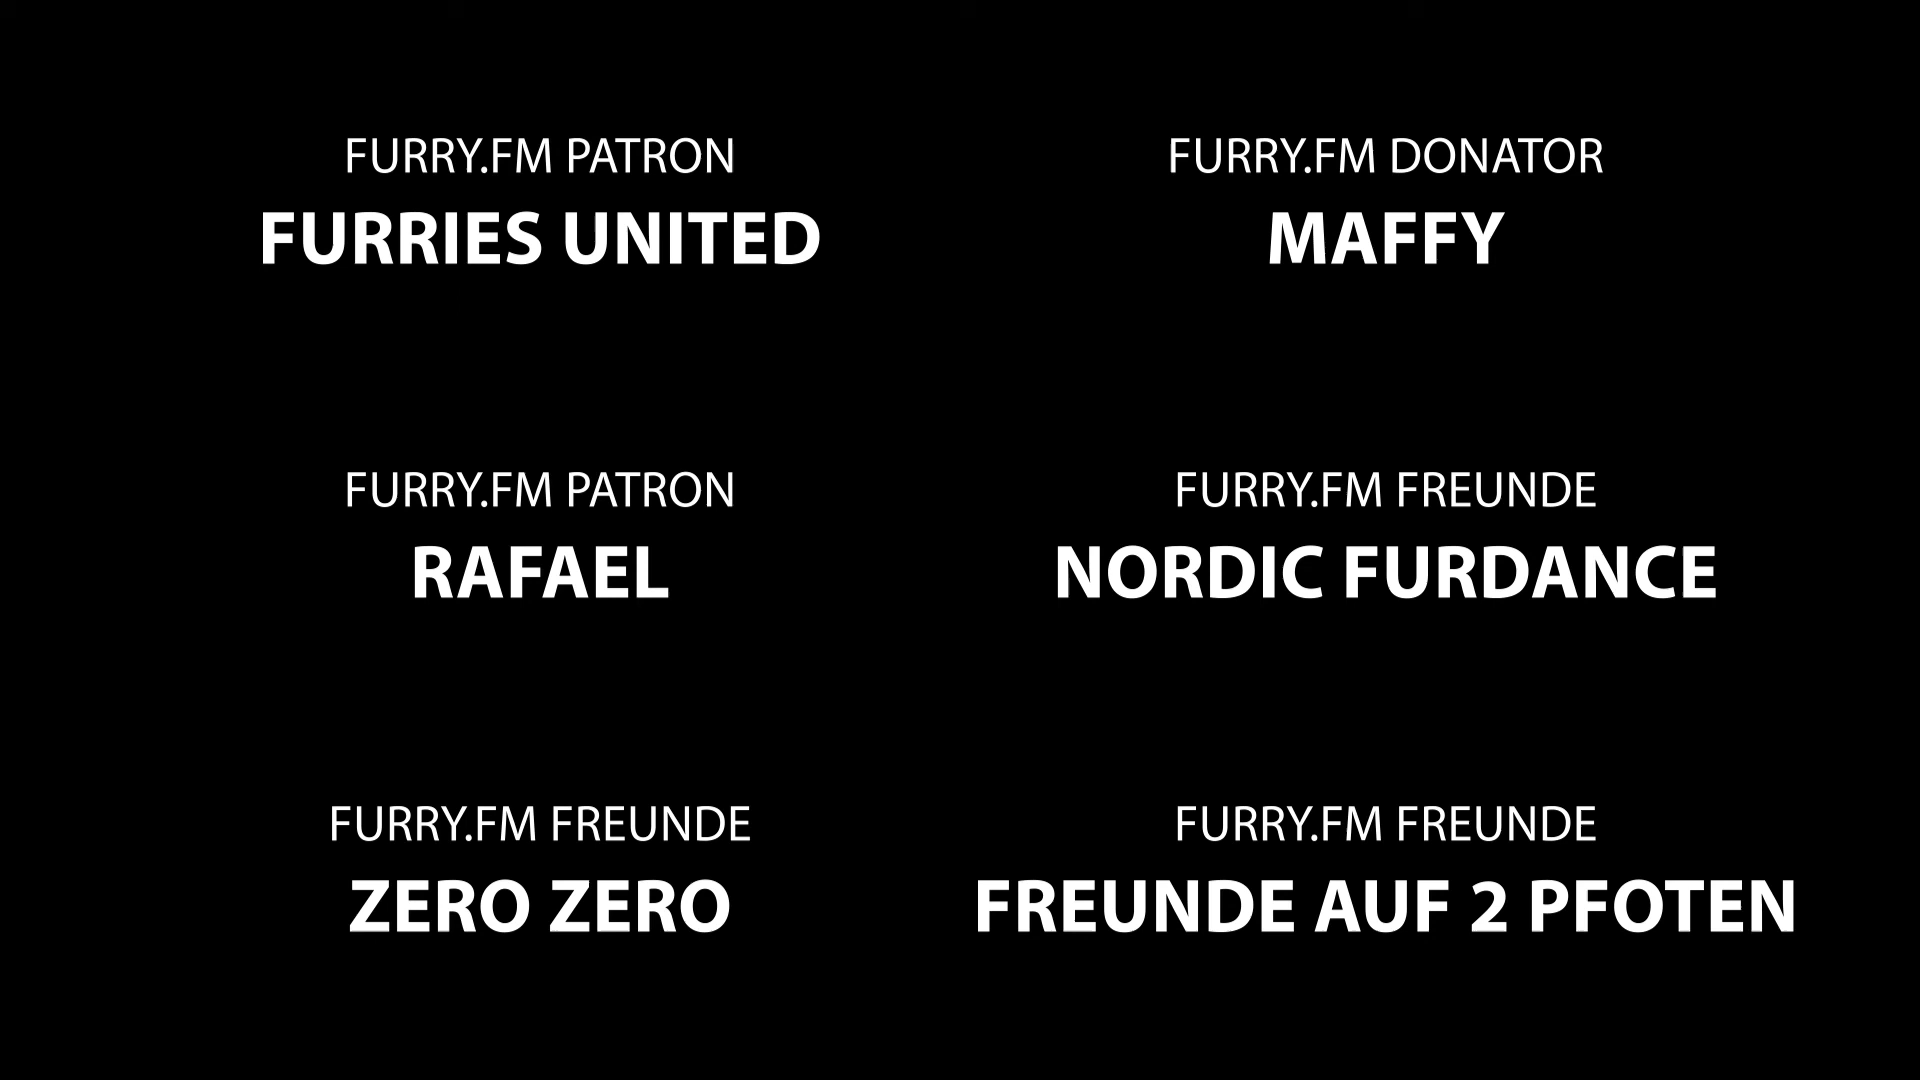 FURRY.FM PATRON
FURRIES UNITED
FURRY.FM DONATOR
MAFFY
FURRY.FM PATRON
RAFAEL
FURRY.FM FREUNDE
NORDIC FURDANCE
FURRY.FM FREUNDE
ZERO ZERO
FURRY.FM FREUNDE
FREUNDE AUF 2 PFOTEN